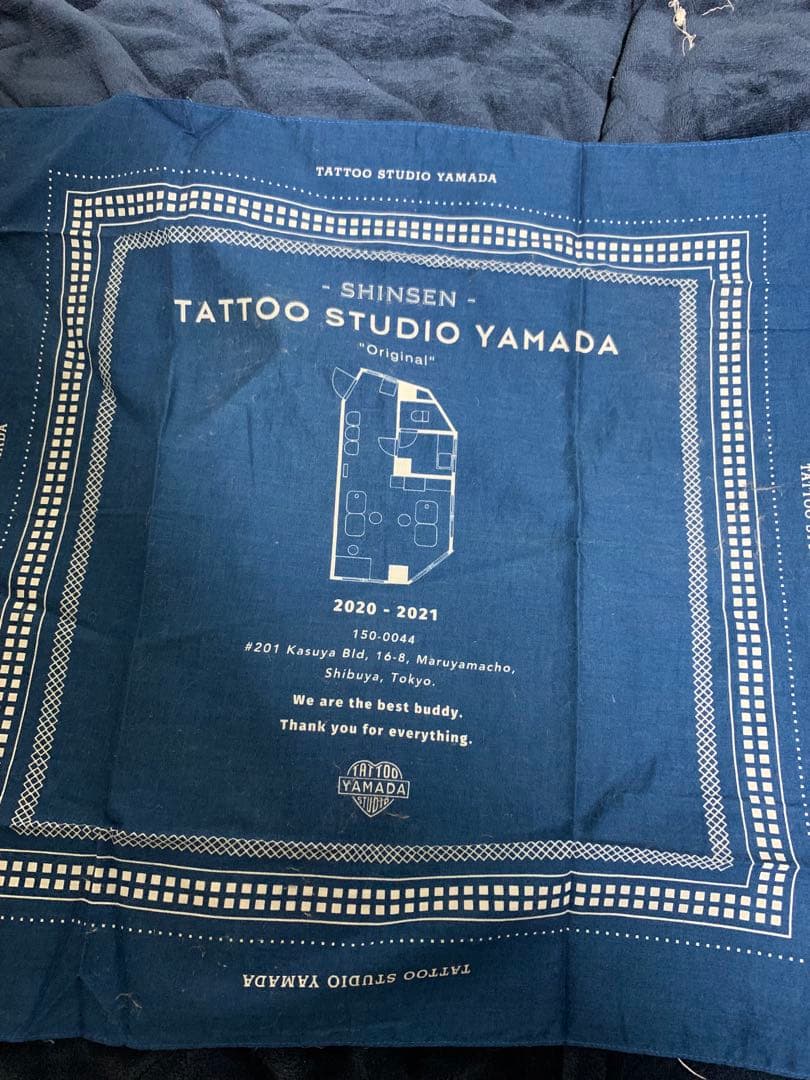 TATTOO STUDIO YAMADA
- SHINSEN -
TATTOO STUDIO YAMADA
"Original"
2020 - 2021
150-0044
#201 Kasuya Bld, 16-8, Maruyamacho,
Shibuya, Tokyo.
We are the best buddy.
Thank you for everything.
TATTOO
YAMADA
STUDIO
TATTOO STUDIO YAMADA
TATTOO